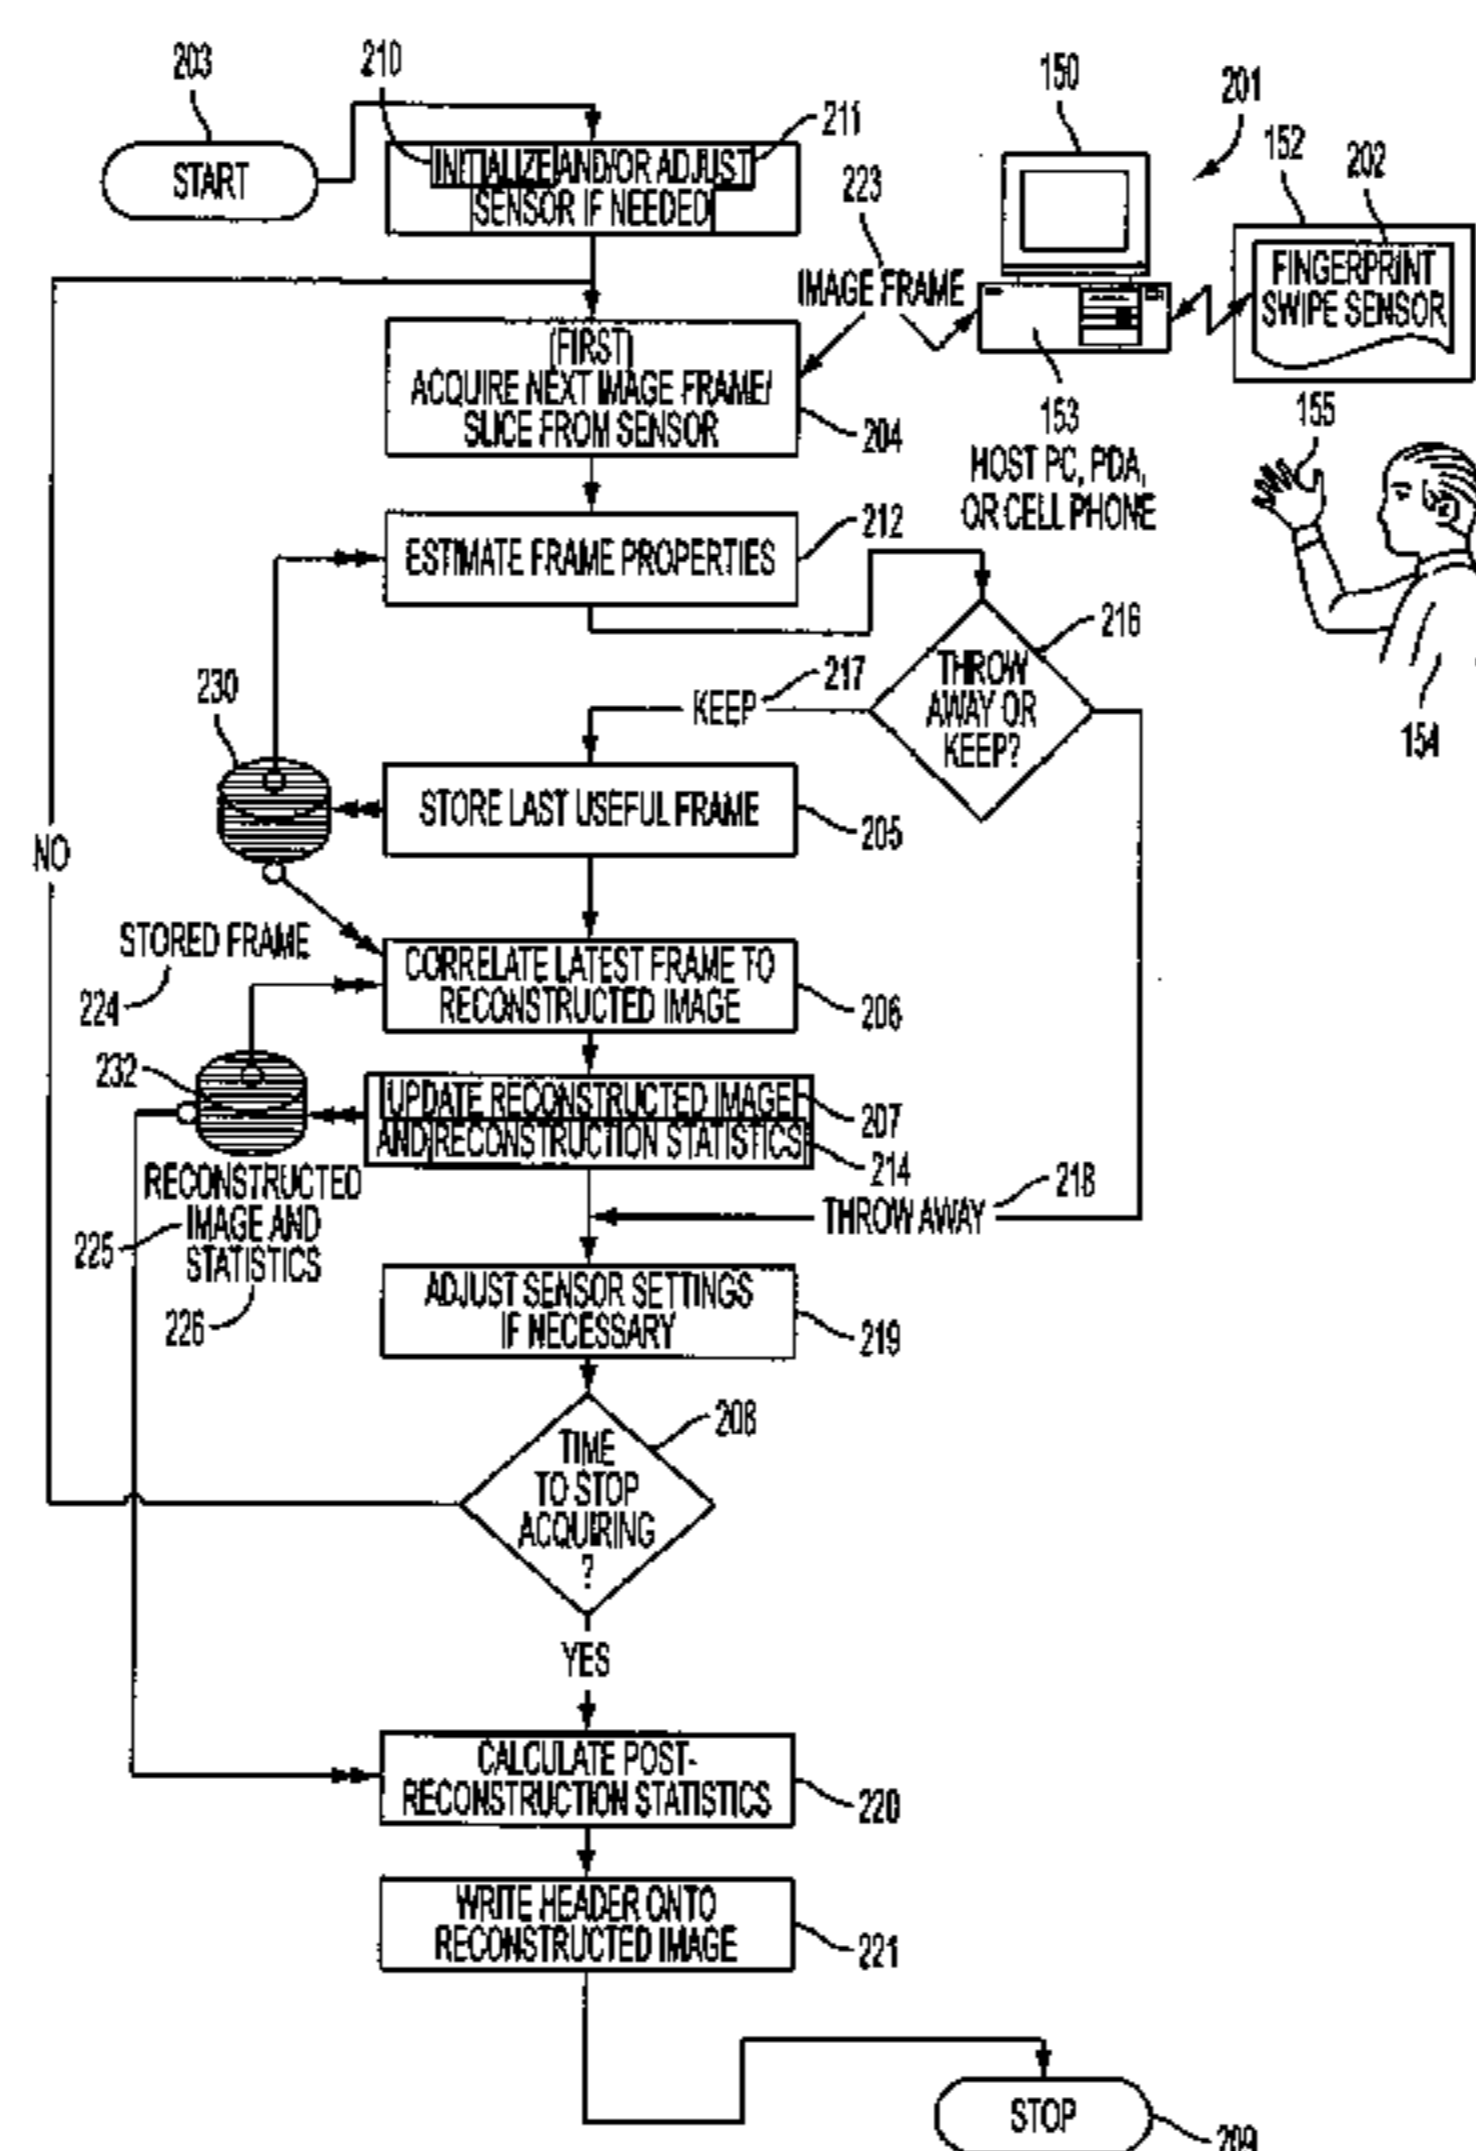 203
210
START
INITIALIZE AND/OR ADJUST
SENSOR IF NEEDED
211
150
201
152
202
223
IMAGE FRAME
FINGERPRINT
SWIPE SENSOR
(FIRST)
ACQUIRE NEXT IMAGE FRAME/
SLICE FROM SENSOR
204
153
HOST PC, PDA,
OR CELL PHONE
155
154
ESTIMATE FRAME PROPERTIES
212
THROW
AWAY OR
KEEP?
216
KEEP
217
230
STORE LAST USEFUL FRAME
205
NO
STORED FRAME
224
CORRELATE LATEST FRAME TO
RECONSTRUCTED IMAGE
206
232
UPDATE RECONSTRUCTED IMAGE
AND RECONSTRUCTION STATISTICS
207
214
RECONSTRUCTED
IMAGE AND
STATISTICS
225
226
THROW AWAY
218
ADJUST SENSOR SETTINGS
IF NECESSARY
219
TIME
TO STOP
ACQUIRING
?
208
YES
CALCULATE POST-
RECONSTRUCTION STATISTICS
220
WRITE HEADER ONTO
RECONSTRUCTED IMAGE
221
STOP
209